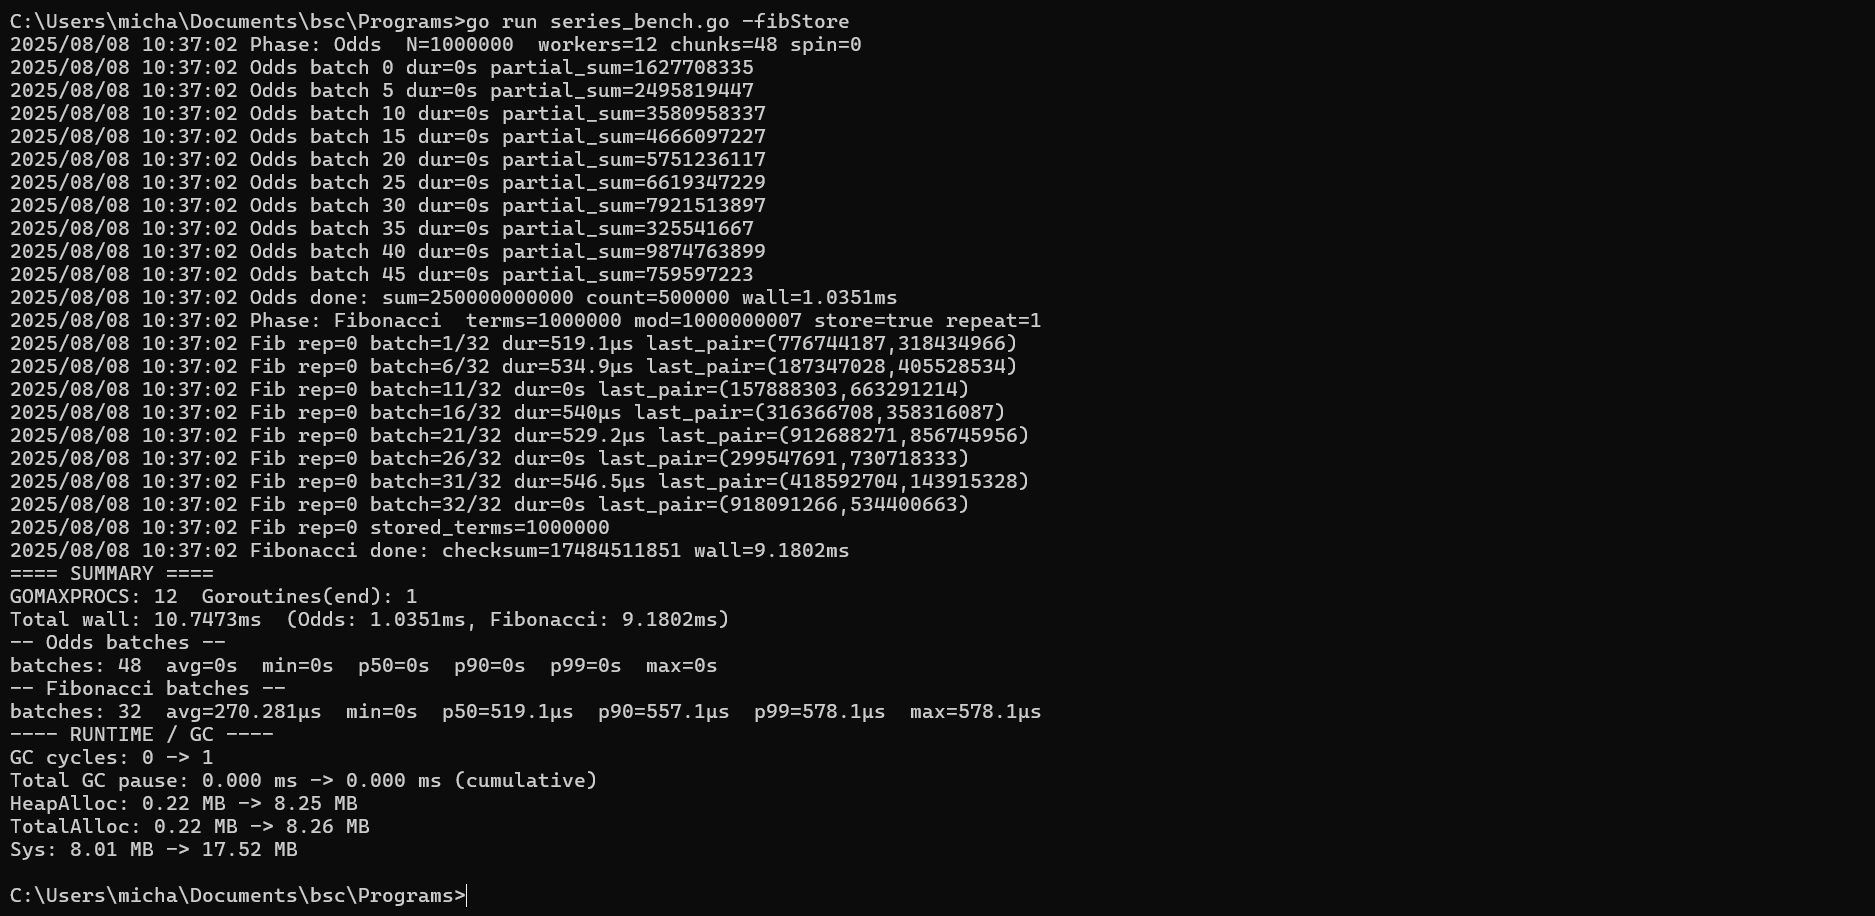 C:\Users\micha\Documents\bsc\Programs>go run series_bench.go -fibStore
2025/08/08 10:37:02 Phase: Odds  N=1000000  workers=12 chunks=48 spin=0
2025/08/08 10:37:02 Odds batch 0 dur=0s partial_sum=1627708335
2025/08/08 10:37:02 Odds batch 5 dur=0s partial_sum=2495819447
2025/08/08 10:37:02 Odds batch 10 dur=0s partial_sum=3580958337
2025/08/08 10:37:02 Odds batch 15 dur=0s partial_sum=4666097227
2025/08/08 10:37:02 Odds batch 20 dur=0s partial_sum=5751236117
2025/08/08 10:37:02 Odds batch 25 dur=0s partial_sum=6619347229
2025/08/08 10:37:02 Odds batch 30 dur=0s partial_sum=7921513897
2025/08/08 10:37:02 Odds batch 35 dur=0s partial_sum=325541667
2025/08/08 10:37:02 Odds batch 40 dur=0s partial_sum=9874763899
2025/08/08 10:37:02 Odds batch 45 dur=0s partial_sum=759597223
2025/08/08 10:37:02 Odds done: sum=250000000000 count=500000 wall=1.0351ms
2025/08/08 10:37:02 Phase: Fibonacci  terms=1000000 mod=1000000007 store=true repeat=1
2025/08/08 10:37:02 Fib rep=0 batch=1/32 dur=519.1µs last_pair=(776744187,318434966)
2025/08/08 10:37:02 Fib rep=0 batch=6/32 dur=534.9µs last_pair=(187347028,405528534)
2025/08/08 10:37:02 Fib rep=0 batch=11/32 dur=0s last_pair=(157888303,663291214)
2025/08/08 10:37:02 Fib rep=0 batch=16/32 dur=540µs last_pair=(316366708,358316087)
2025/08/08 10:37:02 Fib rep=0 batch=21/32 dur=529.2µs last_pair=(912688271,856745956)
2025/08/08 10:37:02 Fib rep=0 batch=26/32 dur=0s last_pair=(299547691,730718333)
2025/08/08 10:37:02 Fib rep=0 batch=31/32 dur=546.5µs last_pair=(418592704,143915328)
2025/08/08 10:37:02 Fib rep=0 batch=32/32 dur=0s last_pair=(918091266,534400663)
2025/08/08 10:37:02 Fib rep=0 stored_terms=1000000
2025/08/08 10:37:02 Fibonacci done: checksum=17484511851 wall=9.1802ms
==== SUMMARY ====
GOMAXPROCS: 12  Goroutines(end): 1
Total wall: 10.7473ms  (Odds: 1.0351ms, Fibonacci: 9.1802ms)
-- Odds batches --
batches: 48  avg=0s  min=0s  p50=0s  p90=0s  p99=0s  max=0s
-- Fibonacci batches --
batches: 32  avg=270.281µs  min=0s  p50=519.1µs  p90=557.1µs  p99=578.1µs  max=578.1µs
---- RUNTIME / GC ----
GC cycles: 0 -> 1
Total GC pause: 0.000 ms -> 0.000 ms (cumulative)
HeapAlloc: 0.22 MB -> 8.25 MB
TotalAlloc: 0.22 MB -> 8.26 MB
Sys: 8.01 MB -> 17.52 MB
C:\Users\micha\Documents\bsc\Programs>